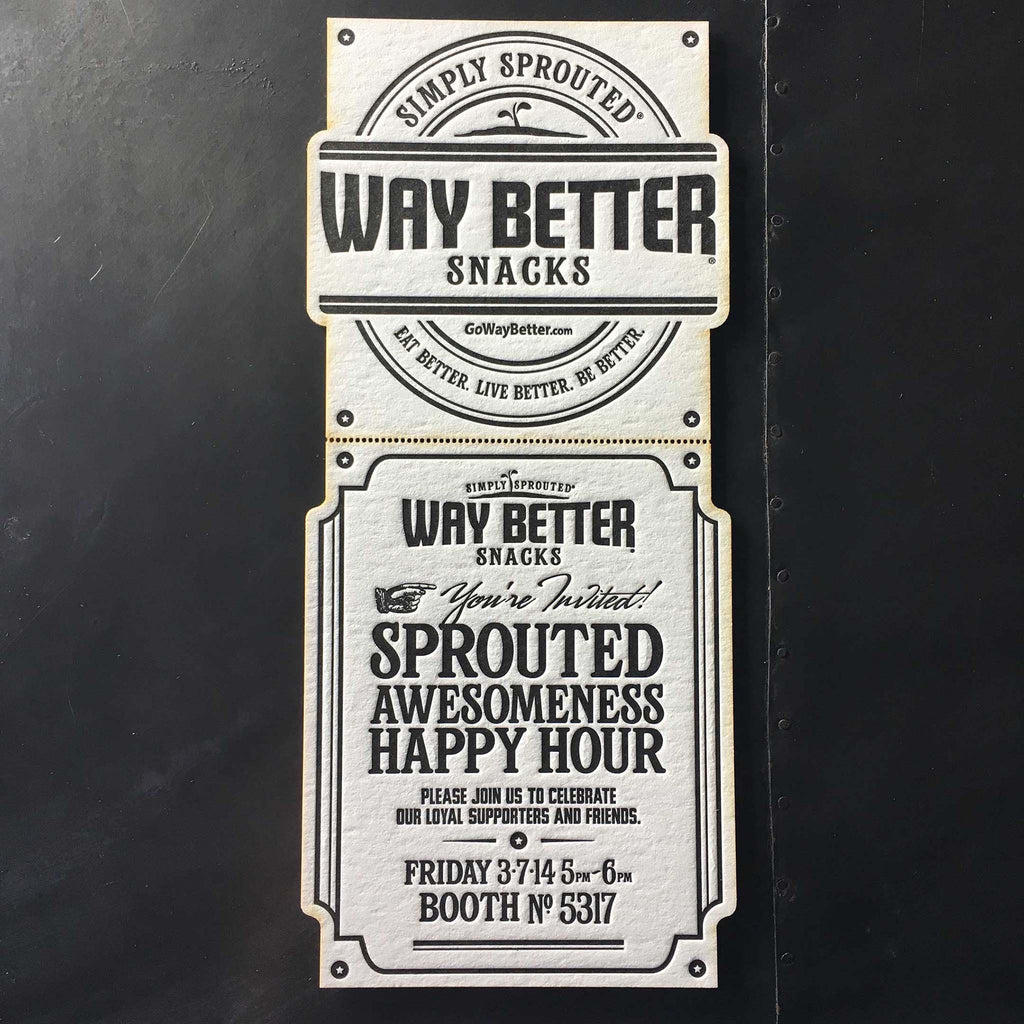 SIMPLY SPROUTED®
WAY BETTER®
SNACKS
GoWayBetter.com
EAT BETTER. LIVE BETTER. BE BETTER.
SIMPLY SPROUTED®
WAY BETTER
SNACKS
You're Invited!
SPROUTED
AWESOMENESS
HAPPY HOUR
PLEASE JOIN US TO CELEBRATE
OUR LOYAL SUPPORTERS AND FRIENDS.
FRIDAY 3·7·14 5PM-6PM
BOOTH Nº 5317